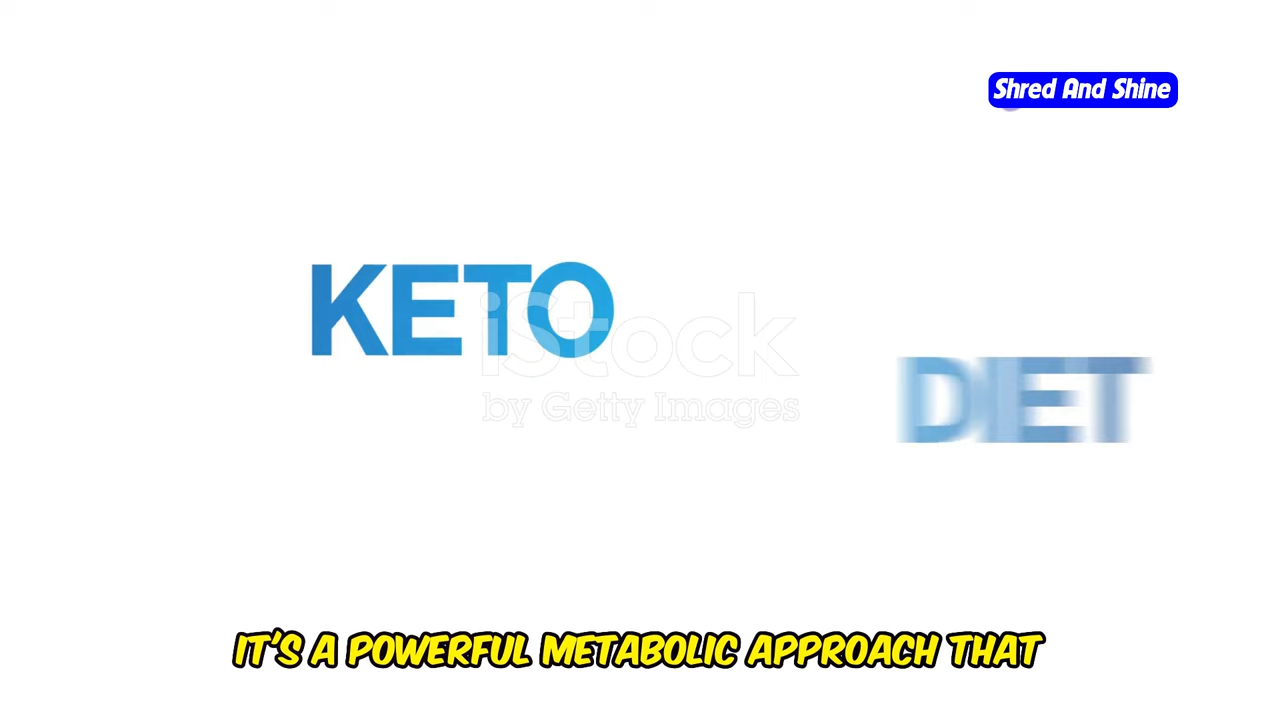 Shred And Shine
KETO
iStock
by Getty Images
DIET
IT'S A POWERFUL METABOLIC APPROACH THAT